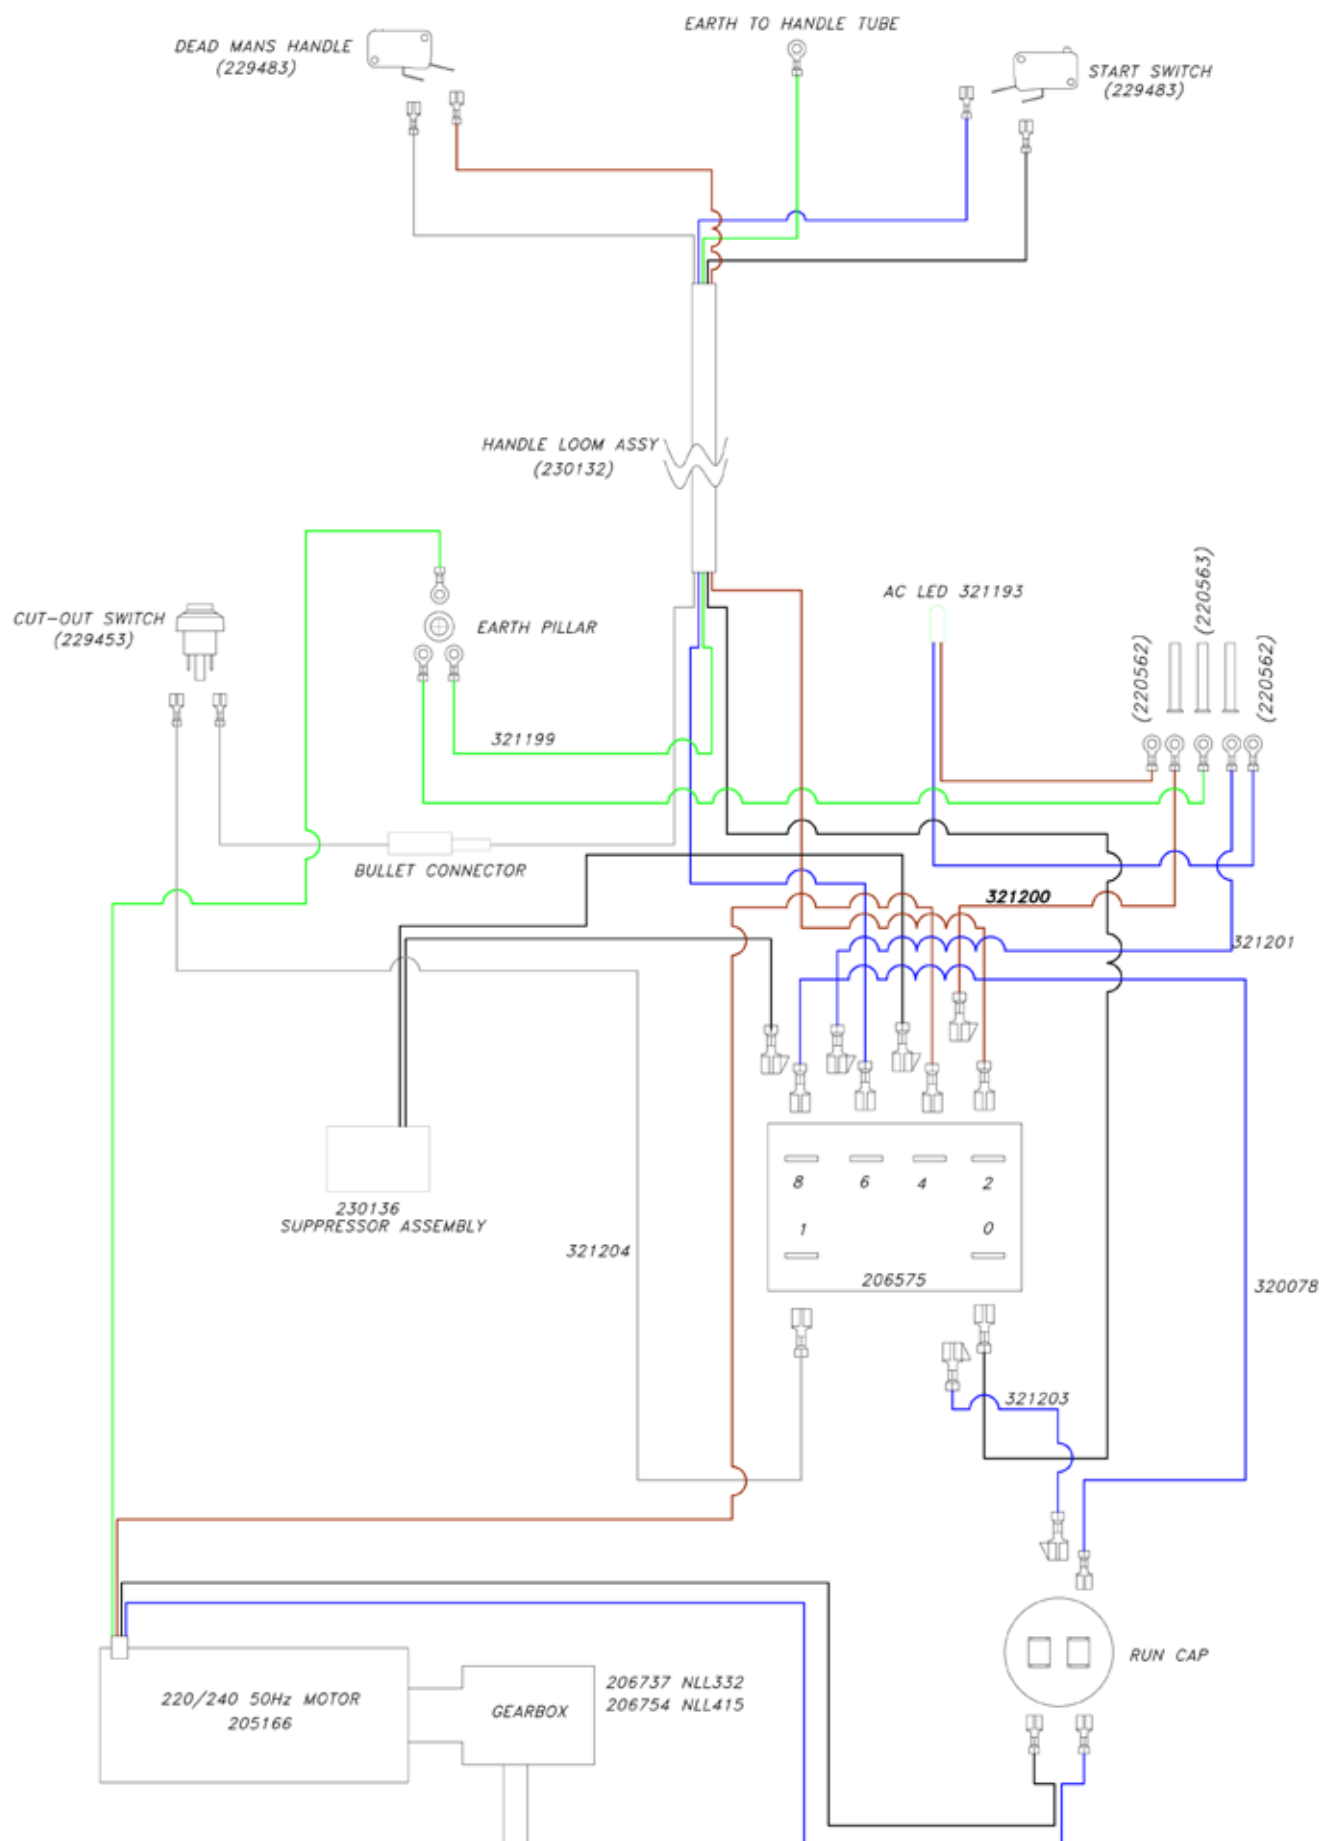 EARTH TO HANDLE TUBE
DEAD MANS HANDLE
(229483)
START SWITCH
(229483)
HANDLE LOOM ASSY
(230132)
CUT-OUT SWITCH
(229453)
EARTH PILLAR
AC LED 321193
(220562)
(220563)
(220562)
321199
BULLET CONNECTOR
321200
321201
230136
SUPPRESSOR ASSEMBLY
321204
8 6 4 2
1 0
206575
320078
321203
RUN CAP
220/240 50Hz MOTOR
205166
GEARBOX
206737 NLL332
206754 NLL415